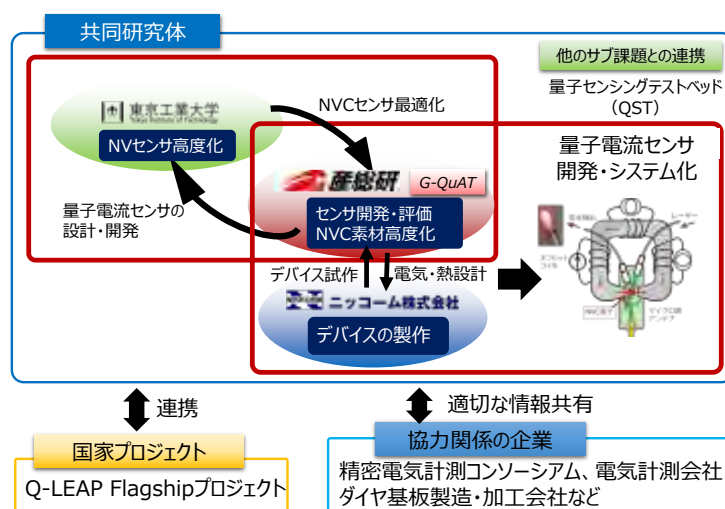 共同研究体
他のサブ課題との連携
量子センシングテストベッド
（QST）
東京工業大学
Tokyo Institute of Technology
NVセンサ高度化
NVCセンサ最適化
産総研
G-QuAT
センサ開発・評価
NVC素材高度化
量子電流センサの
設計・開発
デバイス試作
電気・熱設計
ニッコーム株式会社
デバイスの製作
量子電流センサ
開発・システム化
レーザー
連携
適切な情報共有
国家プロジェクト
Q-LEAP Flagshipプロジェクト
協力関係の企業
精密電気計測コンソーシアム、電気計測会社
ダイヤ基板製造・加工会社など